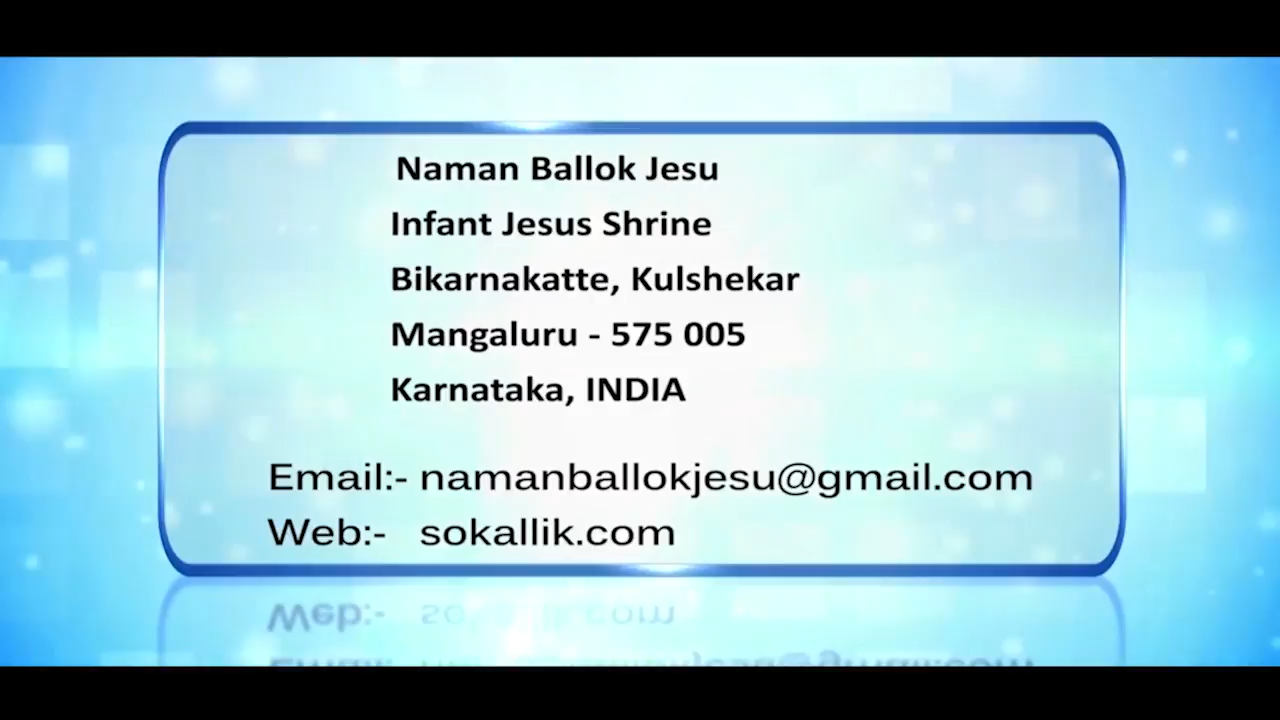 Naman Ballok Jesu
Infant Jesus Shrine
Bikarnakatte, Kulshekar
Mangaluru - 575 005
Karnataka, INDIA
Email:- namanballokjesu@gmail.com
Web:- sokallik.com